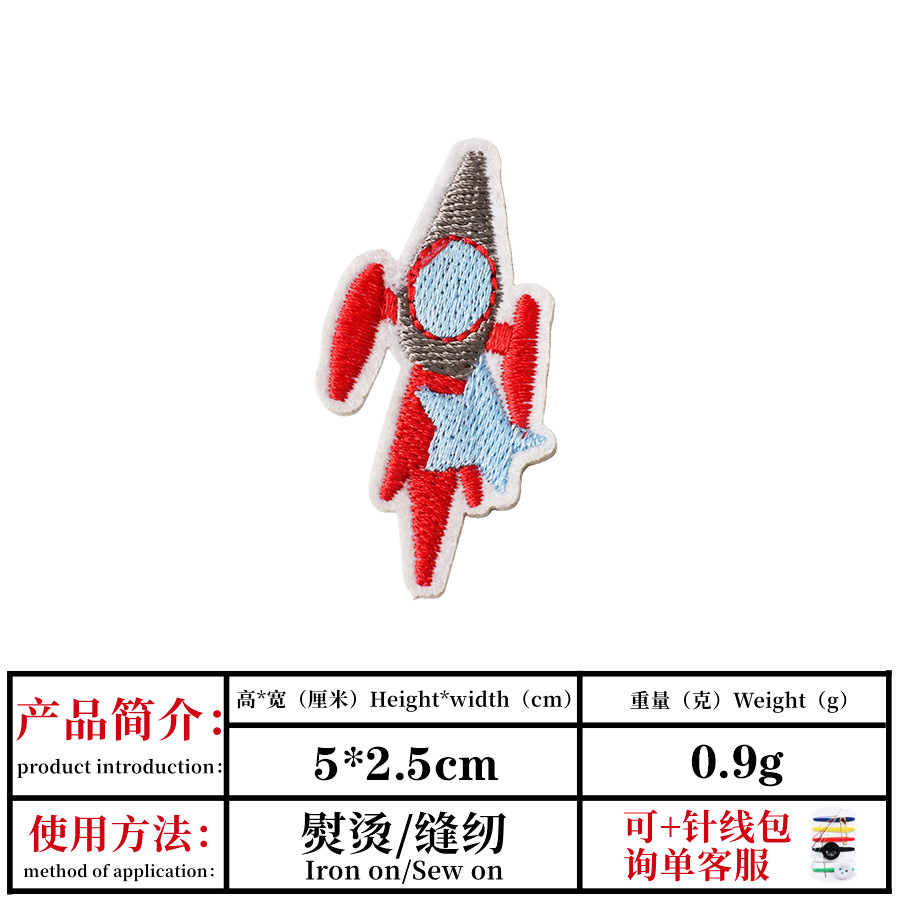 产品简介:
product introduction:
高*宽（厘米）Height*width（cm）
重量（克）Weight（g）
5*2.5cm
0.9g
使用方法:
method of application:
熨烫/缝纫
Iron on/Sew on
可+针线包
询单客服